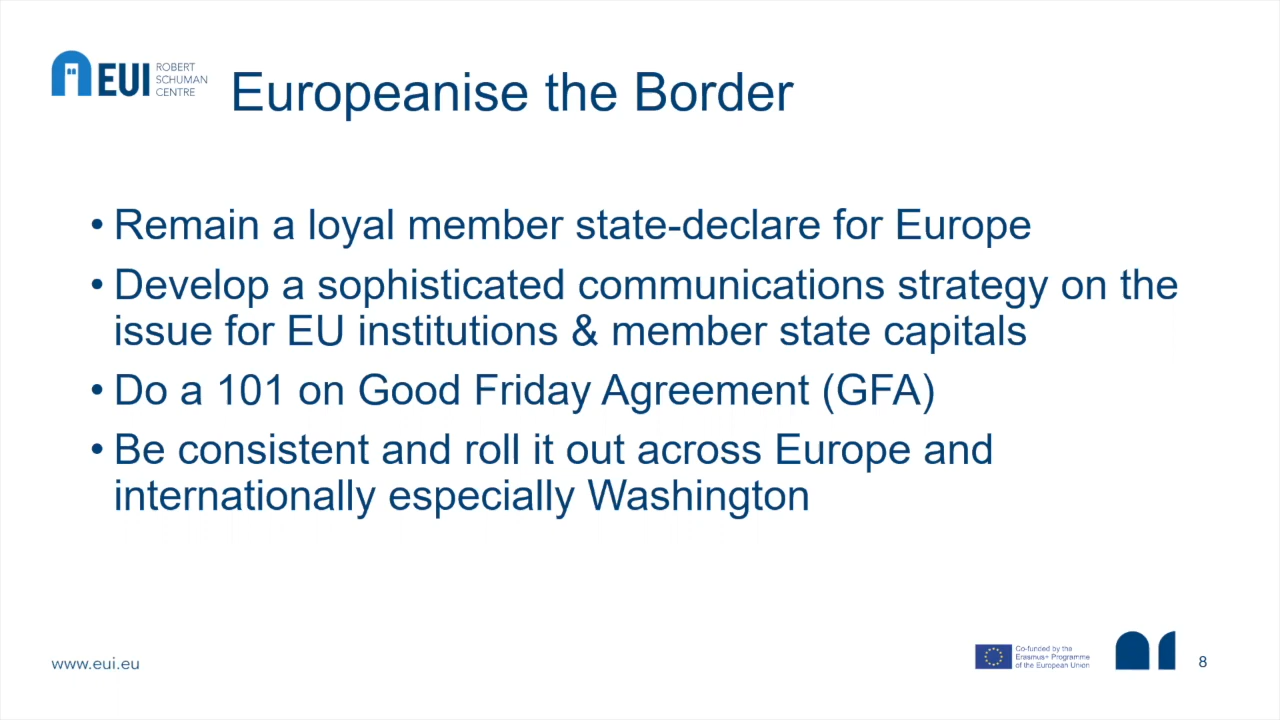 EUI ROBERT
SCHUMAN
CENTRE
Europeanise the Border
• Remain a loyal member state-declare for Europe
• Develop a sophisticated communications strategy on the
issue for EU institutions & member state capitals
• Do a 101 on Good Friday Agreement (GFA)
• Be consistent and roll it out across Europe and
internationally especially Washington
www.eui.eu
Co-funded by the
Erasmus+ Programme
of the European Union
8